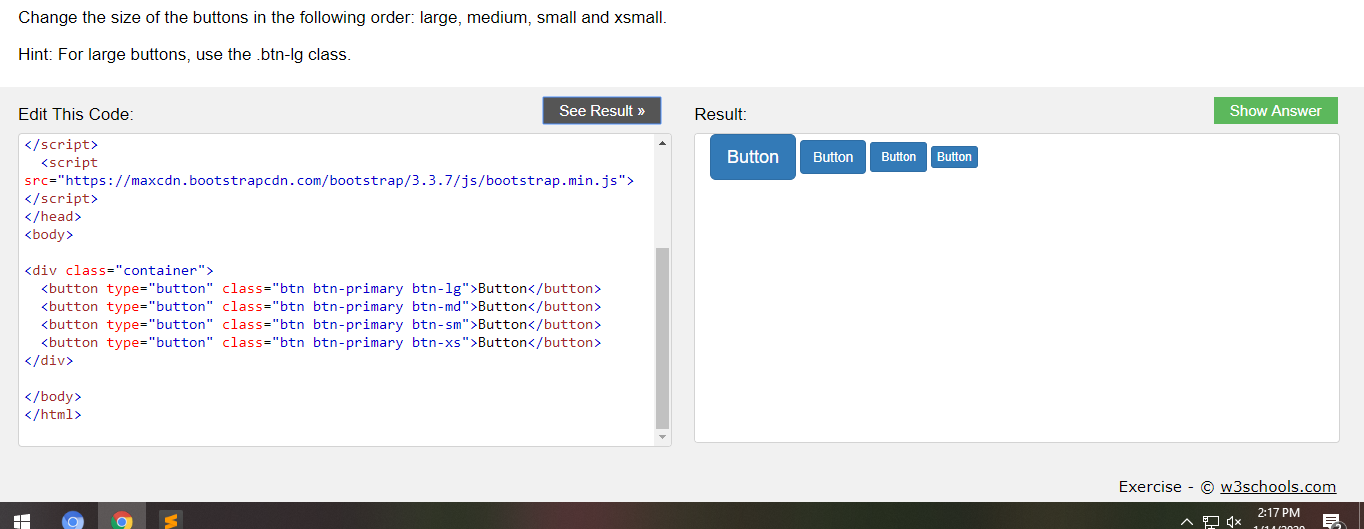 Change the size of the buttons in the following order: large, medium, small and xsmall.
Hint: For large buttons, use the .btn-lg class.
Edit This Code:
See Result »
Result:
Show Answer
</script>
<script
src="https://maxcdn.bootstrapcdn.com/bootstrap/3.3.7/js/bootstrap.min.js">
</script>
</head>
<body>
<div class="container">
<button type="button" class="btn btn-primary btn-lg">Button</button>
<button type="button" class="btn btn-primary btn-md">Button</button>
<button type="button" class="btn btn-primary btn-sm">Button</button>
<button type="button" class="btn btn-primary btn-xs">Button</button>
</div>
</body>
</html>
Button Button Button Button
Exercise - © w3schools.com
2:17 PM